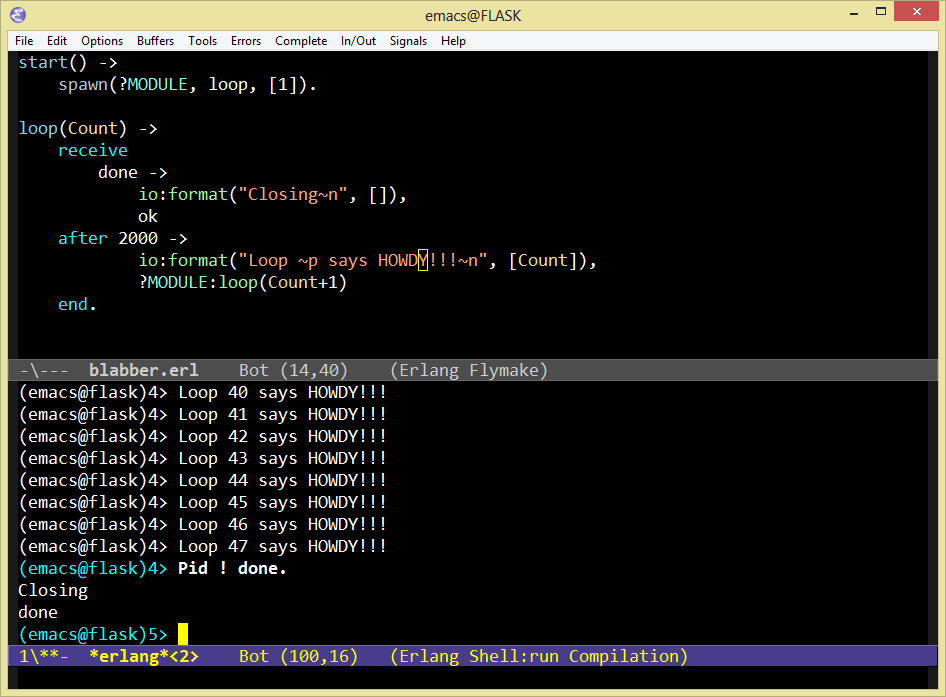 emacs@FLASK
File Edit Options Buffers Tools Errors Complete In/Out Signals Help
start() ->
    spawn(?MODULE, loop, [1]).
loop(Count) ->
    receive
        done ->
            io:format("Closing~n", []),
            ok
    after 2000 ->
            io:format("Loop ~p says HOWDY!!!~n", [Count]),
            ?MODULE:loop(Count+1)
    end.
-\---  blabber.erl    Bot (14,40)    (Erlang Flymake)
(emacs@flask)4> Loop 40 says HOWDY!!!
(emacs@flask)4> Loop 41 says HOWDY!!!
(emacs@flask)4> Loop 42 says HOWDY!!!
(emacs@flask)4> Loop 43 says HOWDY!!!
(emacs@flask)4> Loop 44 says HOWDY!!!
(emacs@flask)4> Loop 45 says HOWDY!!!
(emacs@flask)4> Loop 46 says HOWDY!!!
(emacs@flask)4> Loop 47 says HOWDY!!!
(emacs@flask)4> Pid ! done.
Closing
done
(emacs@flask)5>
1\**-  *erlang*<2>    Bot (100,16)   (Erlang Shell:run Compilation)